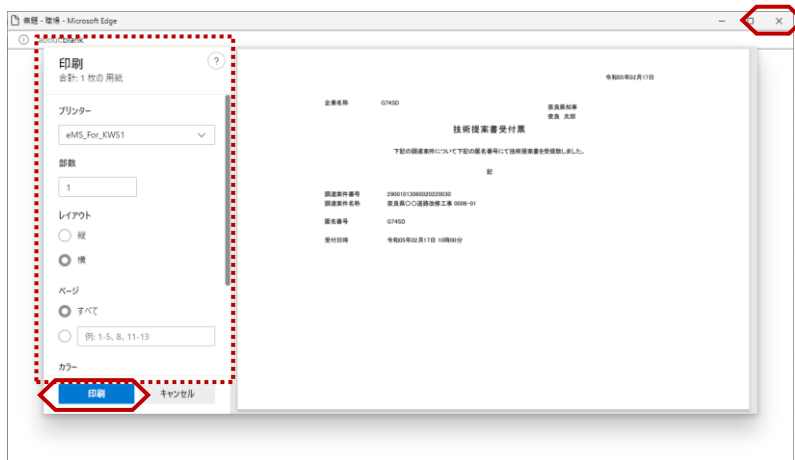 無題 - 職場 - Microsoft Edge
about:blank
印刷
合計: 1 枚の用紙
?
プリンター
eMS_For_KWS1
部数
1
レイアウト
縦
横
ページ
すべて
例: 1-5、8、11-13
カラー
印刷
キャンセル
令和05年02月17日
企業名称 G74SD
奈良県知事
奈良 太郎
技術提案書受付票
下記の調達案件について下記の匿名番号にて技術提案書を受領致しました。
記
調達案件番号 29001013080020220030
調達案件名称 奈良県〇〇道路改修工事 0006-01
匿名番号 G74SD
受付日時 令和05年02月17日 10時00分